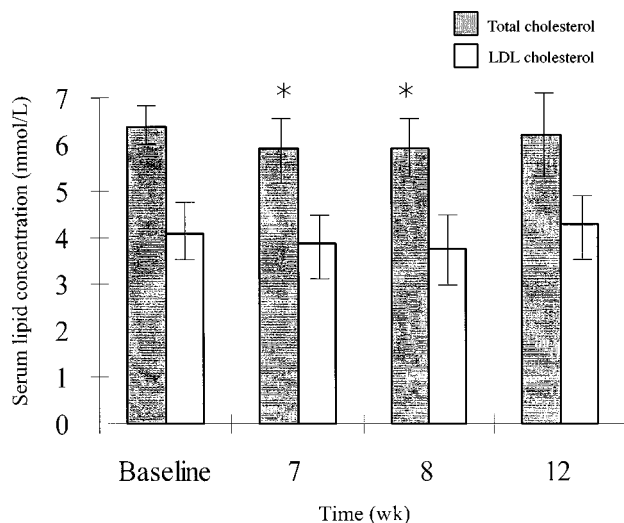 Total cholesterol
LDL cholesterol
Serum lipid concentration (mmol/L)
7
6
5
4
3
2
1
0
* *
Baseline 7 8 12
Time (wk)